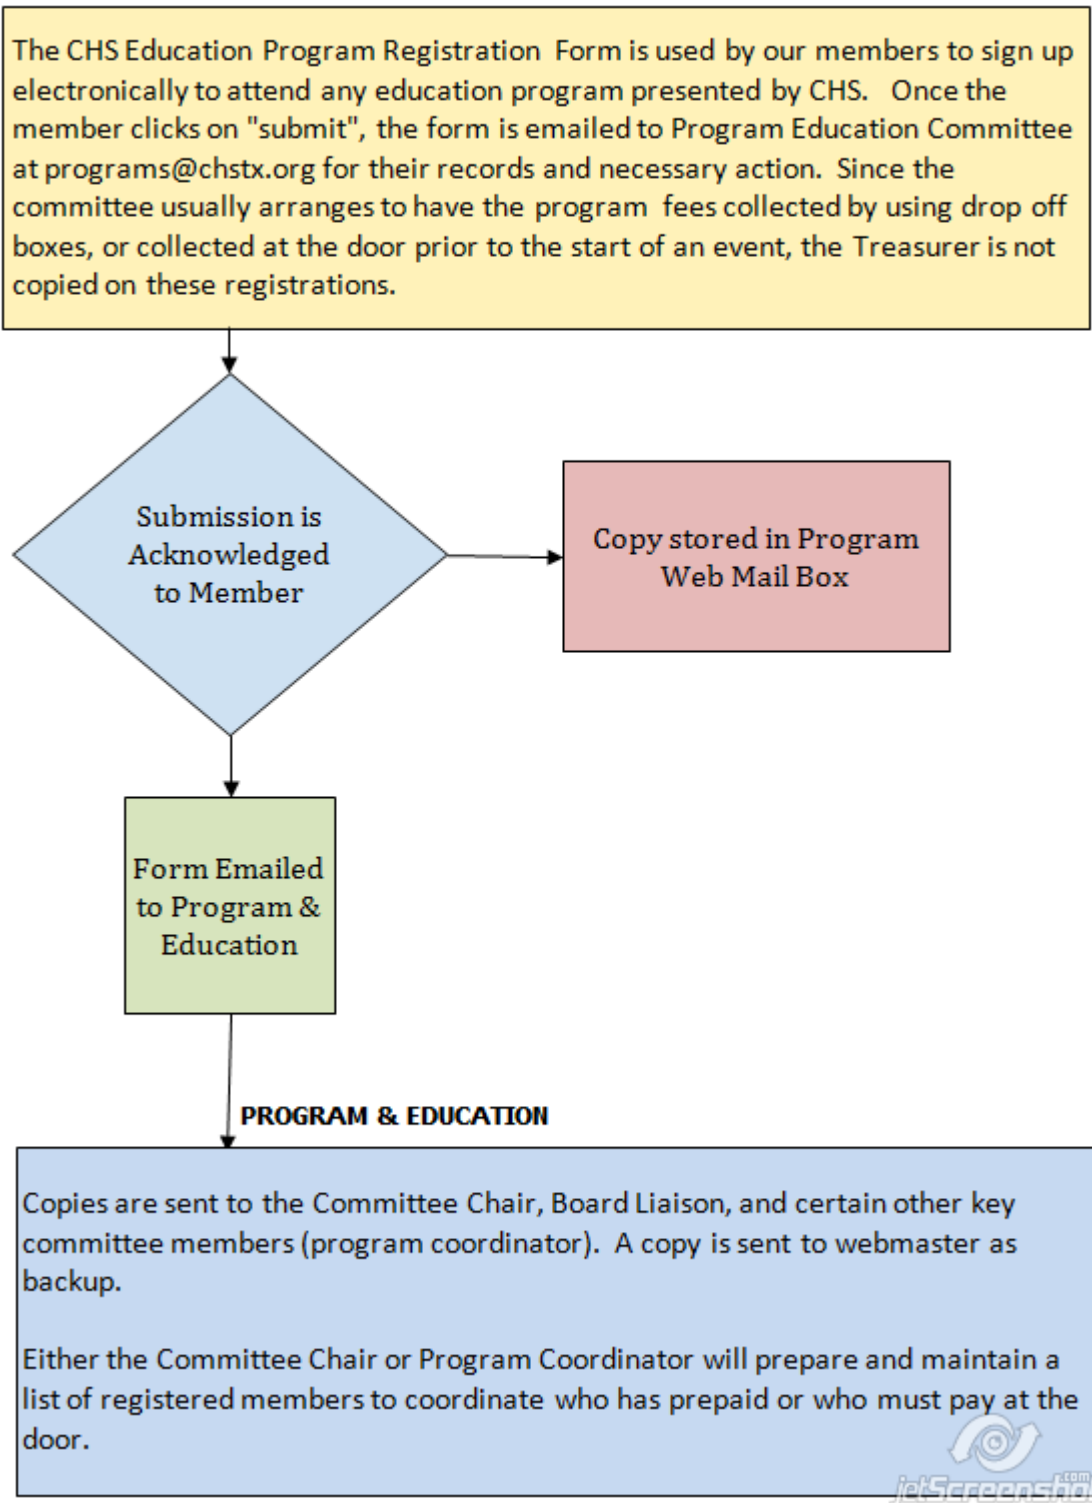 The CHS Education Program Registration Form is used by our members to sign up
electronically to attend any education program presented by CHS. Once the
member clicks on "submit", the form is emailed to Program Education Committee
at programs@chstx.org for their records and necessary action. Since the
committee usually arranges to have the program fees collected by using drop off
boxes, or collected at the door prior to the start of an event, the Treasurer is not
copied on these registrations.
Submission is
Acknowledged
to Member
Copy stored in Program
Web Mail Box
Form Emailed
to Program &
Education
PROGRAM & EDUCATION
Copies are sent to the Committee Chair, Board Liaison, and certain other key
committee members (program coordinator). A copy is sent to webmaster as
backup.
Either the Committee Chair or Program Coordinator will prepare and maintain a
list of registered members to coordinate who has prepaid or who must pay at the
door.
jetScreensho
.com